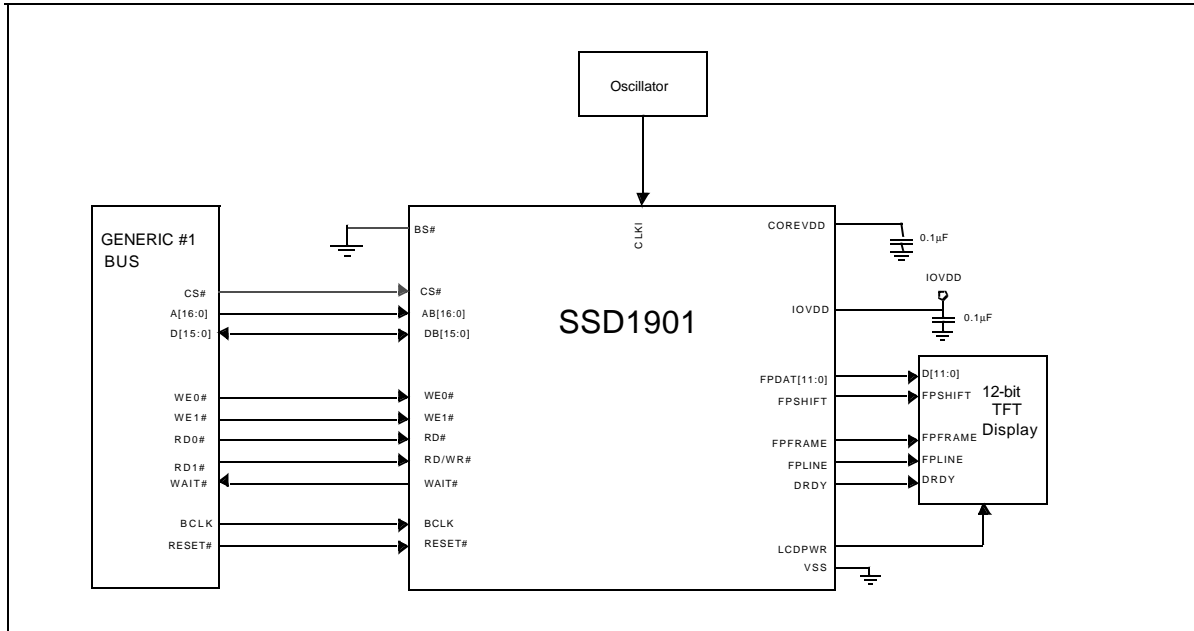 Oscillator
GENERIC #1
BUS
CS#
A[16:0]
D[15:0]
WE0#
WE1#
RD0#
RD1#
WAIT#
BCLK
RESET#
BS#
CS#
AB[16:0]
DB[15:0]
WE0#
WE1#
RD#
RD/WR#
WAIT#
BCLK
RESET#
CLKI
SSD1901
COREVDD
IOVDD
FPDAT[11:0]
FPSHIFT
FPFRAME
FPLINE
DRDY
LCDPWR
VSS
0.1μF
IOVDD
0.1μF
D[11:0]
FPSHIFT
FPFRAME
FPLINE
DRDY
12-bit
TFT
Display